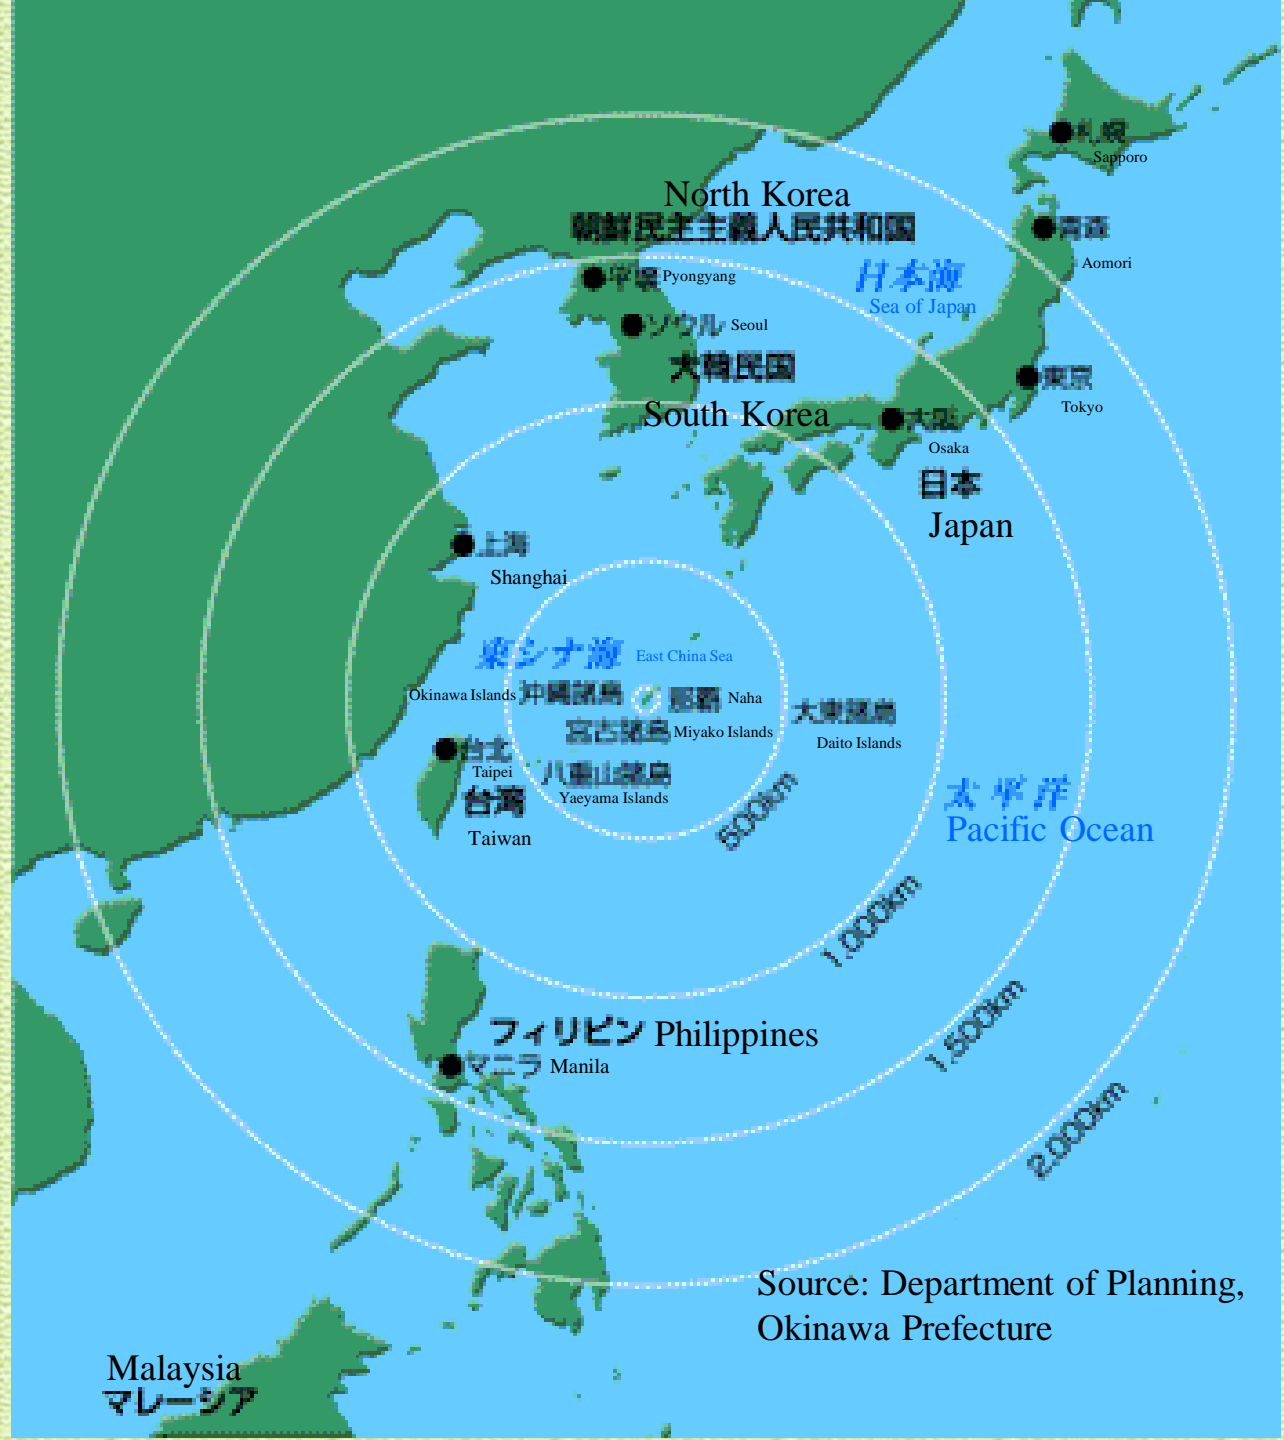 札幌
Sapporo
North Korea
朝鮮民主主義人民共和国
青森
Aomori
日本海
Sea of Japan
平壌 Pyongyang
ソウル Seoul
大韓民国
South Korea
東京
Tokyo
大阪
Osaka
日本
Japan
上海
Shanghai
東シナ海 East China Sea
Okinawa Islands 沖縄諸島
那覇 Naha
宮古諸島 Miyako Islands
大東諸島
Daito Islands
台北
Taipei
八重山諸島
Yaeyama Islands
台湾
Taiwan
500km
太平洋
Pacific Ocean
1,000km
1,500km
2,000km
フィリピン Philippines
マニラ Manila
Source: Department of Planning,
Okinawa Prefecture
Malaysia
マレーシア